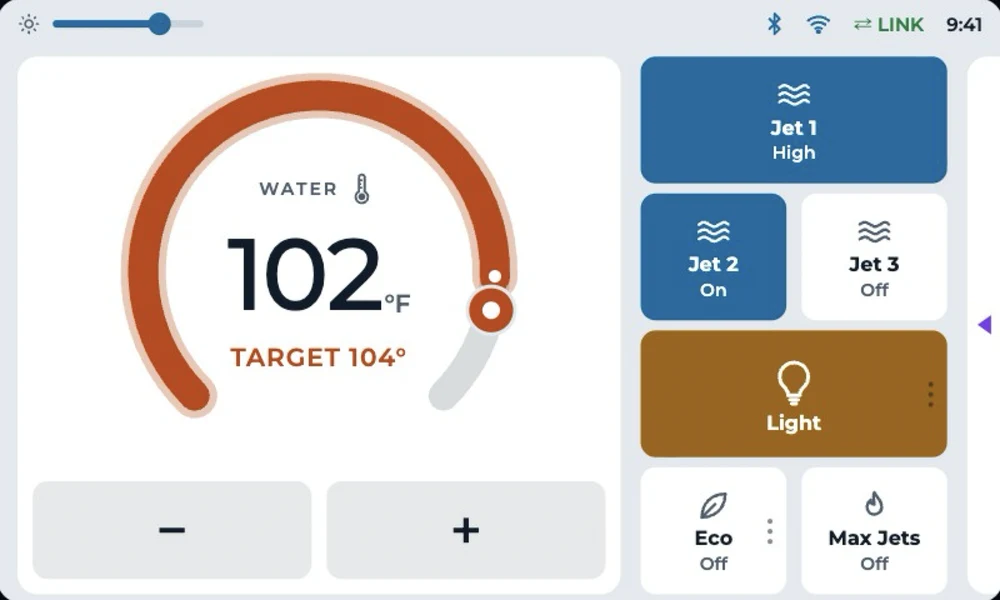 LINK 9:41
WATER
102°F
TARGET 104°
−
+
Jet 1
High
Jet 2
On
Jet 3
Off
Light
Eco
Off
Max Jets
Off